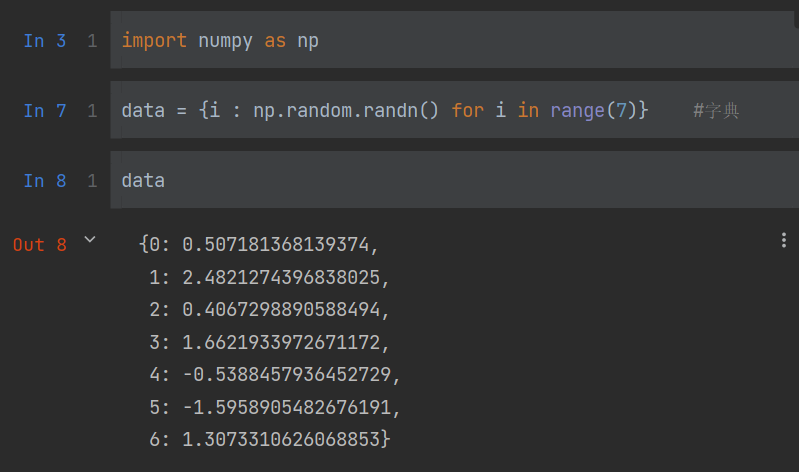 In 3 1 import numpy as np
In 7 1 data = {i : np.random.randn() for i in range(7)} #字典
In 8 1 data
Out 8 {0: 0.507181368139374,
1: 2.4821274396838025,
2: 0.4067298890588494,
3: 1.6621933972671172,
4: -0.5388457936452729,
5: -1.5958905482676191,
6: 1.3073310626068853}